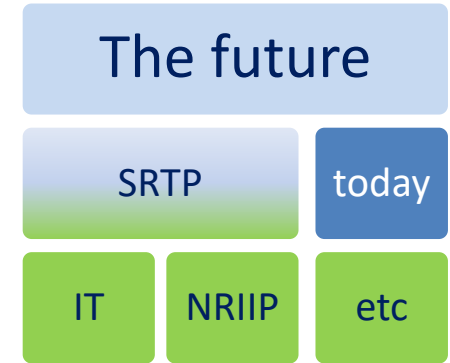 The future
SRTP
today
IT
NRIIP
etc